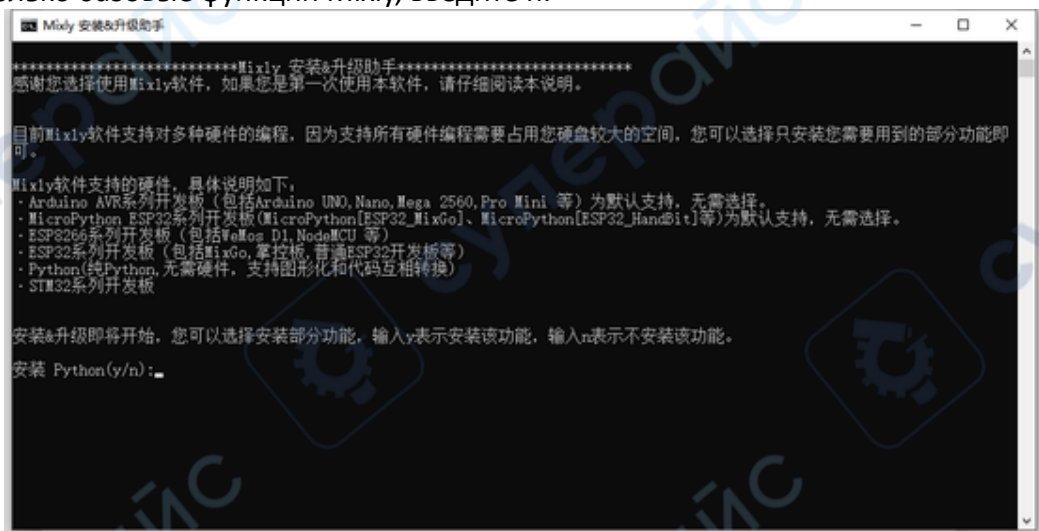 только базовые функции Mixly, введите n.
Mixly 安装&升级助手
***************************Mixly 安装&升级助手****************************
感谢您选择使用Mixly软件，如果您是第一次使用本软件，请仔细阅读本说明。
目前Mixly软件支持对多种硬件的编程，因为支持所有硬件编程需要占用您硬盘较大的空间，您可以选择只安装您需要用到的部分功能即
可。
Mixly软件支持的硬件，具体说明如下：
· Arduino AVR系列开发板（包括Arduino UNO,Nano,Mega 2560,Pro Mini 等）为默认支持，无需选择。
· MicroPython ESP32系列开发板(MicroPython[ESP32_MixGo]、MicroPython[ESP32_HandBit]等)为默认支持，无需选择。
· ESP8266系列开发板（包括WeMos D1,NodeMCU 等）
· ESP32系列开发板（包括MixGo,掌控板,普通ESP32开发板等）
· Python(纯Python,无需硬件，支持图形化和代码互相转换)
· STM32系列开发板
安装&升级即将开始，您可以选择安装部分功能，输入y表示安装该功能，输入n表示不安装该功能。
安装 Python(y/n):_
суперайс